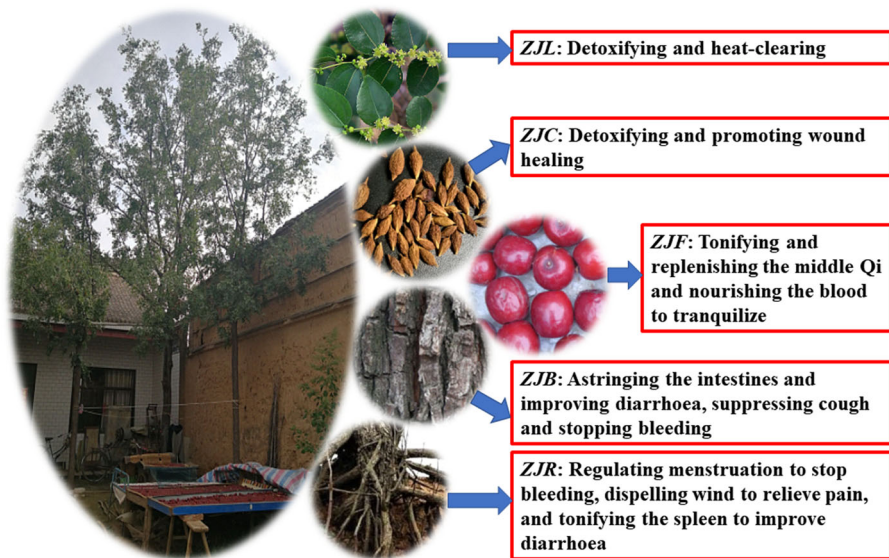 ZJL: Detoxifying and heat-clearing
ZJC: Detoxifying and promoting wound
healing
ZJF: Tonifying and
replenishing the middle Qi
and nourishing the blood
to tranquilize
ZJB: Astringing the intestines and
improving diarrhoea, suppressing cough
and stopping bleeding
ZJR: Regulating menstruation to stop
bleeding, dispelling wind to relieve pain,
and tonifying the spleen to improve
diarrhoea